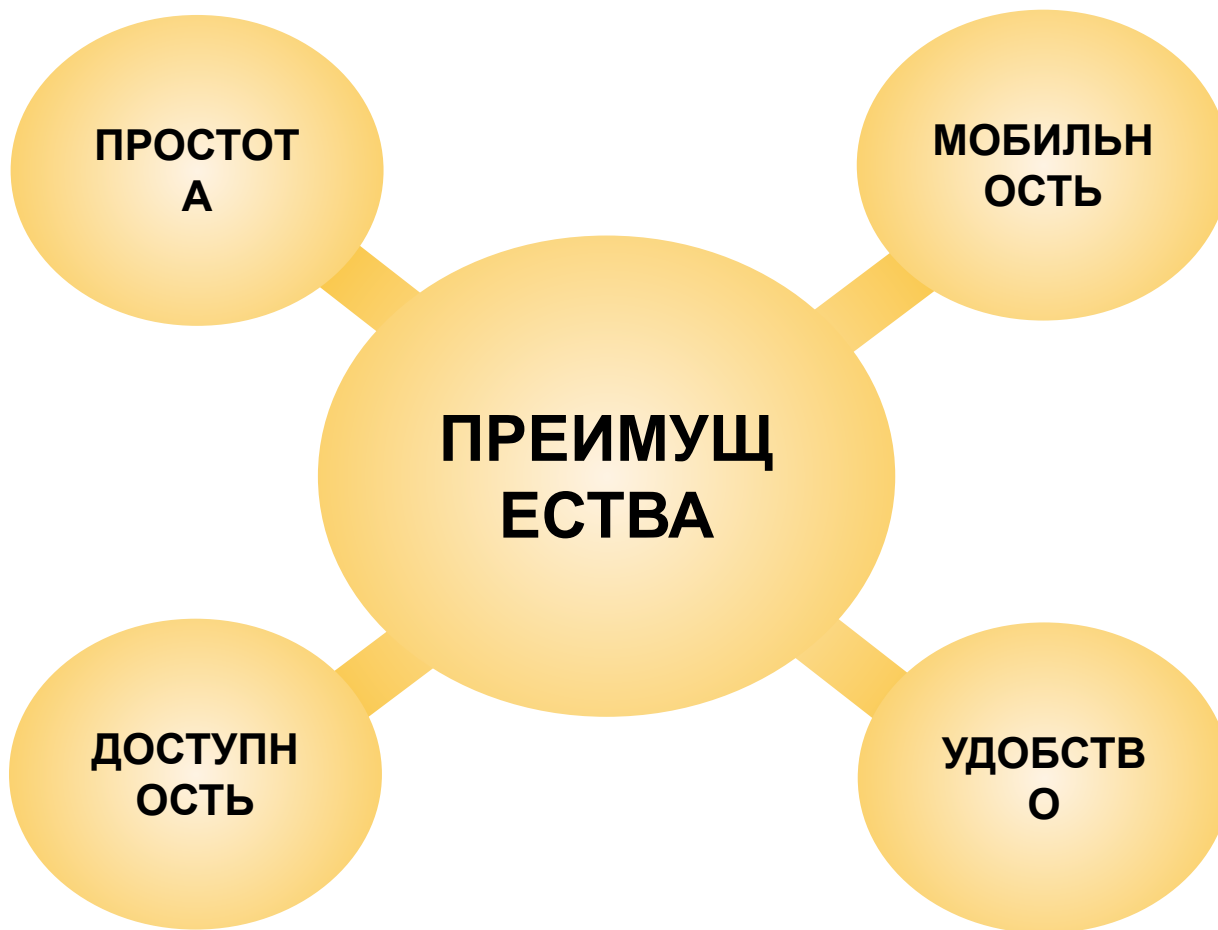 ПРОСТОТ
А
МОБИЛЬН
ОСТЬ
ПРЕИМУЩ
ЕСТВА
ДОСТУПН
ОСТЬ
УДОБСТВ
О